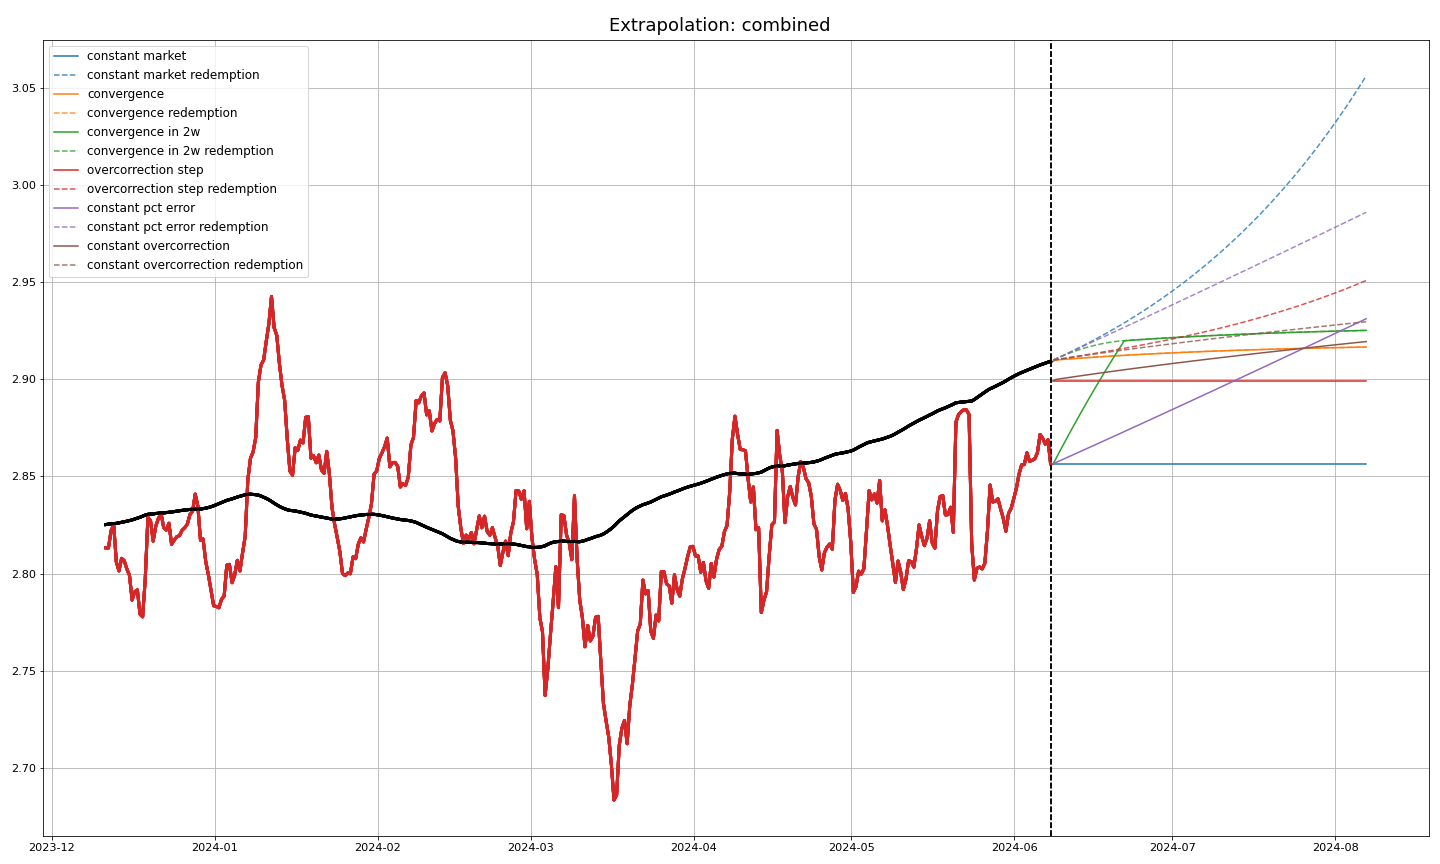 Extrapolation: combined
constant market
constant market redemption
convergence
convergence redemption
convergence in 2w
convergence in 2w redemption
overcorrection step
overcorrection step redemption
constant pct error
constant pct error redemption
constant overcorrection
constant overcorrection redemption
3.05
3.00
2.95
2.90
2.85
2.80
2.75
2.70
2023-12 2024-01 2024-02 2024-03 2024-04 2024-05 2024-06 2024-07 2024-08